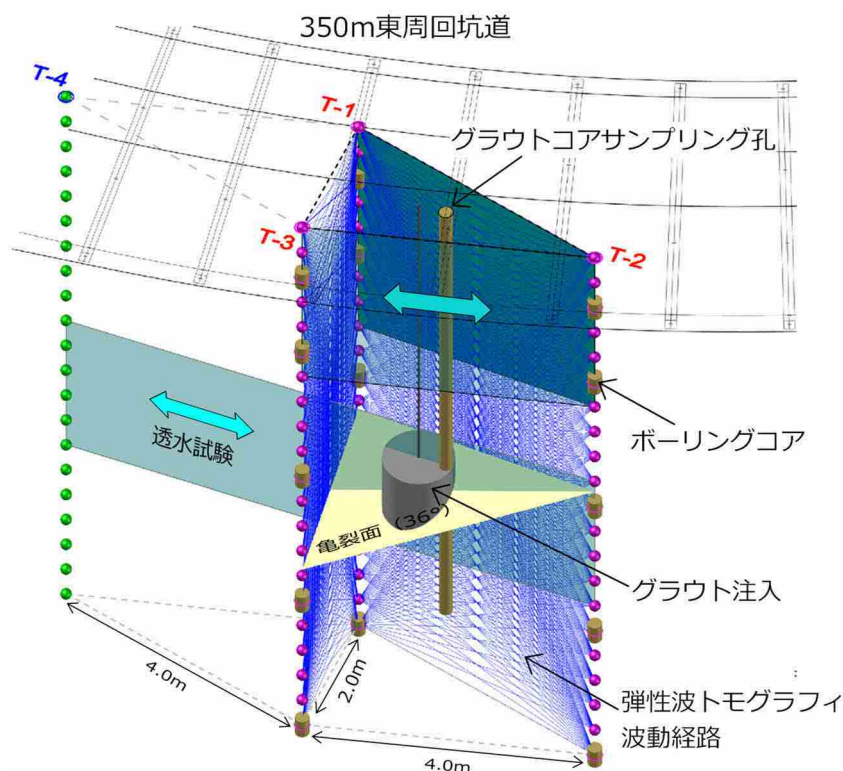 350m東周回坑道
T-4
T-1
グラウトコアサンプリング孔
T-3
T-2
透水試験
ボーリングコア
亀裂面
(36°)
グラウト注入
4.0m
2.0m
弾性波トモグラフィ
波動経路
4.0m